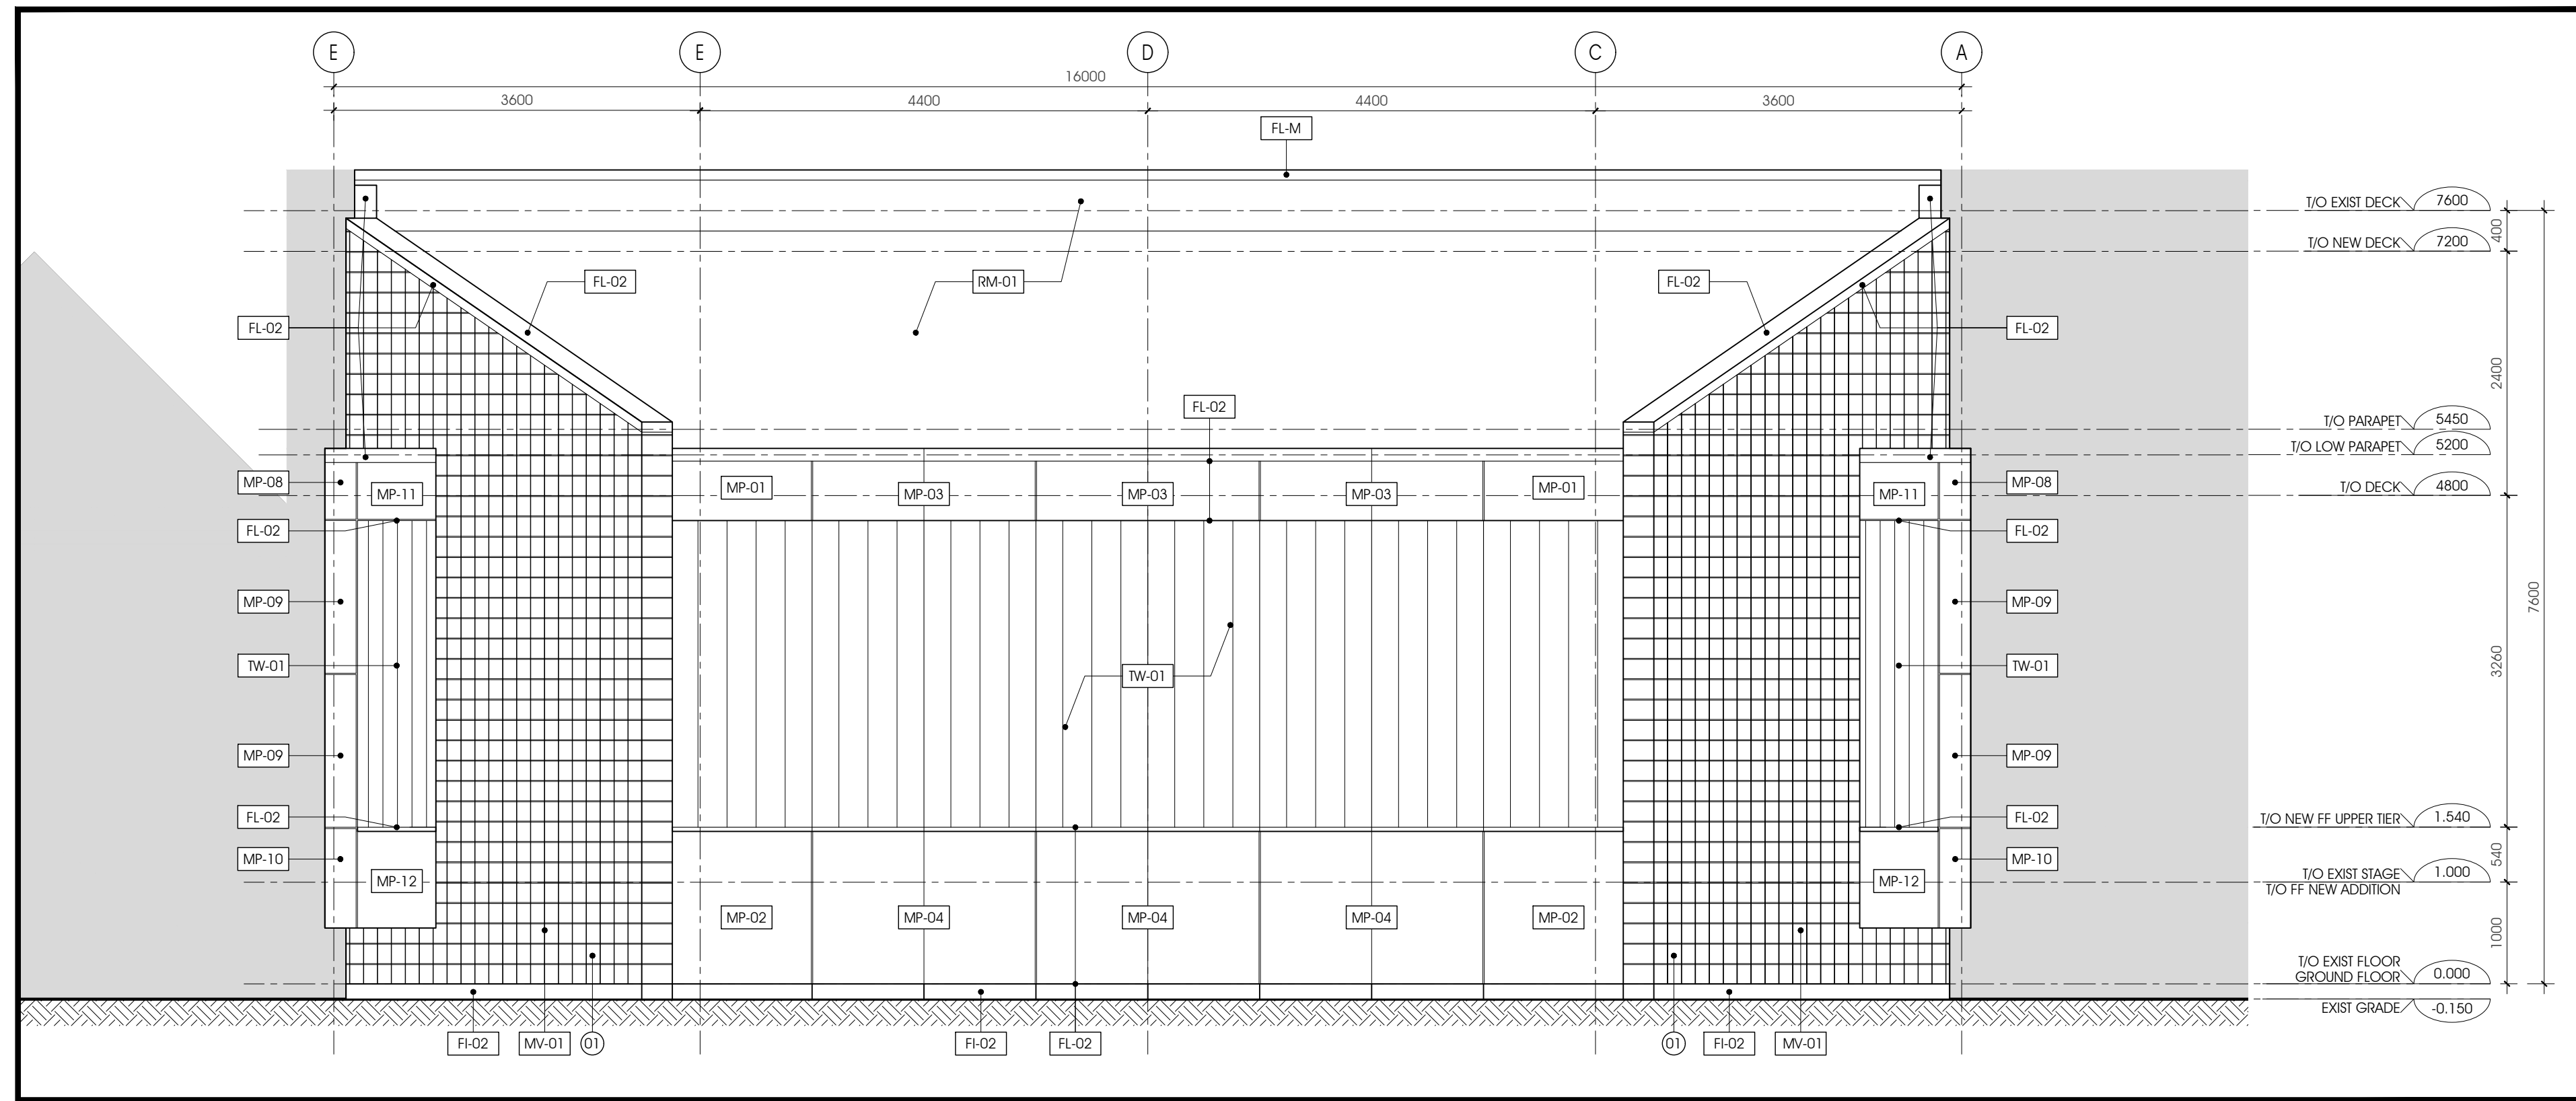 E E D C A
16000
3600 4400 4400 3600
FL-M
T/O EXIST DECK 7600
400
T/O NEW DECK 7200
FL-02 RM-01 FL-02
FL-02 FL-02
2400
FL-02
T/O PARAPET 5450
T/O LOW PARAPET 5200
MP-08 MP-11 MP-01 MP-03 MP-03 MP-03 MP-01 MP-11 MP-08
T/O DECK 4800
FL-02 FL-02
MP-09 MP-09
7600
TW-01 TW-01 TW-01
3260
MP-09 MP-09
FL-02 FL-02
T/O NEW FF UPPER TIER 1.540
MP-10 MP-10
540
MP-12 MP-12
T/O EXIST STAGE 1.000
T/O FF NEW ADDITION
MP-02 MP-04 MP-04 MP-04 MP-02
1000
T/O EXIST FLOOR
GROUND FLOOR 0.000
EXIST GRADE -0.150
FI-02 MV-01 01 FI-02 FL-02 01 FI-02 MV-01